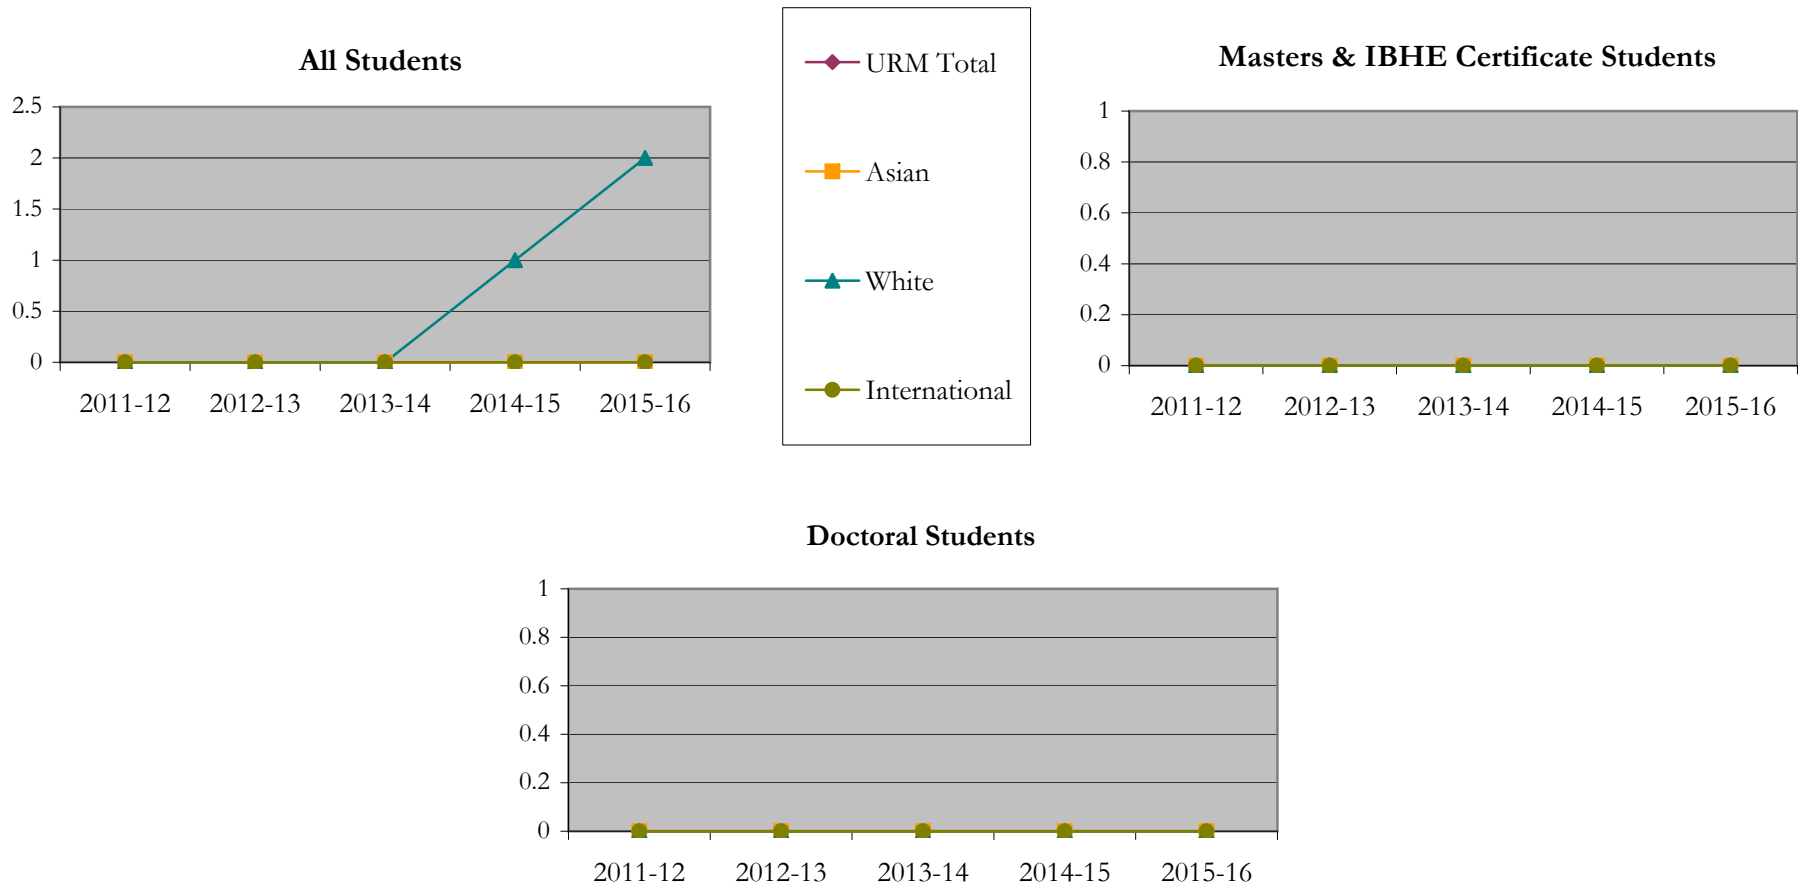 All Students
2.5
2
1.5
1
0.5
0
2011-12 2012-13 2013-14 2014-15 2015-16
URM Total
Asian
White
International
Masters & IBHE Certificate Students
1
0.8
0.6
0.4
0.2
0
2011-12 2012-13 2013-14 2014-15 2015-16
Doctoral Students
1
0.8
0.6
0.4
0.2
0
2011-12 2012-13 2013-14 2014-15 2015-16